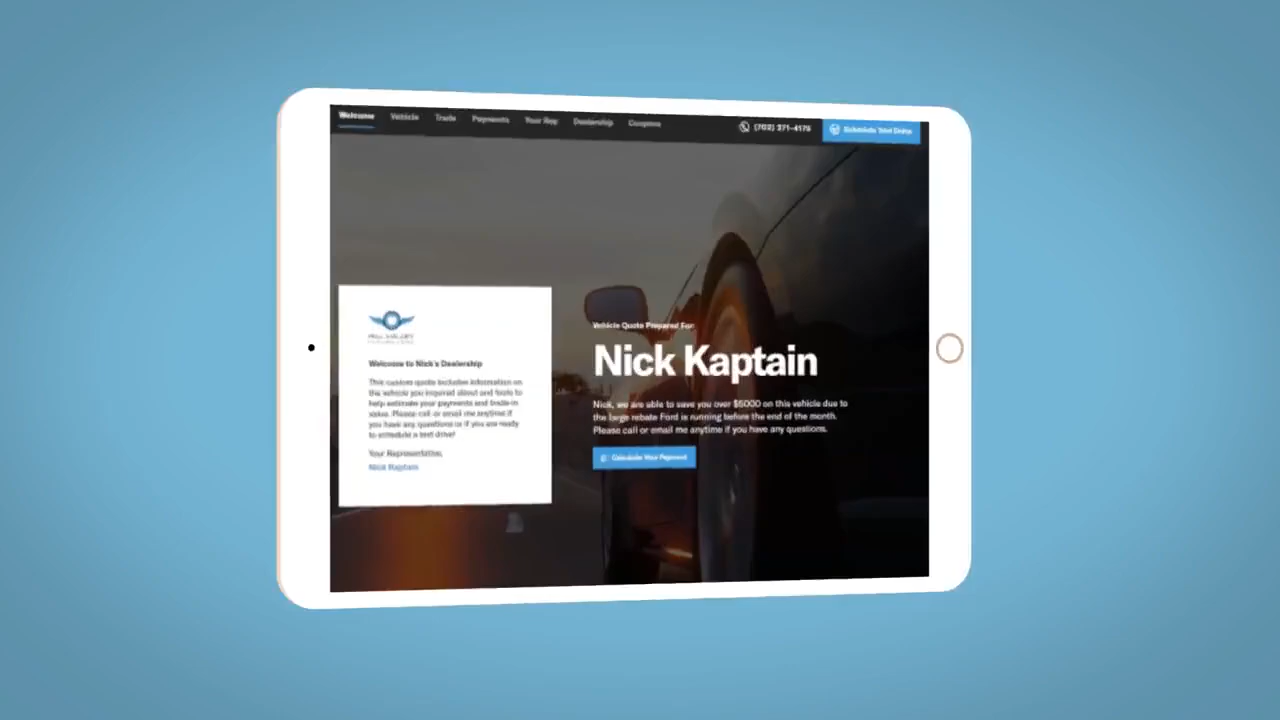 Welcome
Vehicle
Trade
Payments
Your Rep
Dealership
Coupons
(702) 271-4175
Schedule Test Drive
Welcome to Nick's Dealership
This custom quote includes information on
the vehicle you inquired about and tools to
help estimate your payments and trade-in
value. Please call or email me anytime if
you have any questions or if you are ready
to schedule a test drive!
Your Representative,
Nick Kaptain
Vehicle Quote Prepared For:
Nick Kaptain
Nick, we are able to save you over $5000 on this vehicle due to
the large rebate Ford is running before the end of the month.
Please call or email me anytime if you have any questions.
Calculate Your Payment